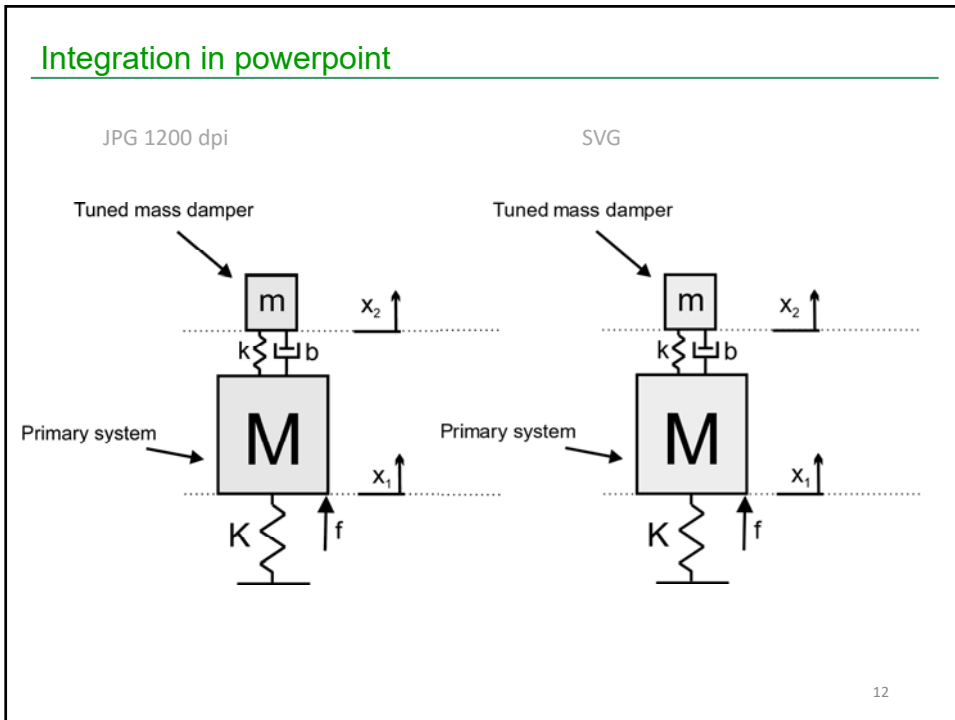 Integration in powerpoint
JPG 1200 dpi
SVG
Tuned mass damper
m
x₂
k
b
Primary system
M
x₁
K
f
Tuned mass damper
m
x₂
k
b
Primary system
M
x₁
K
f
12